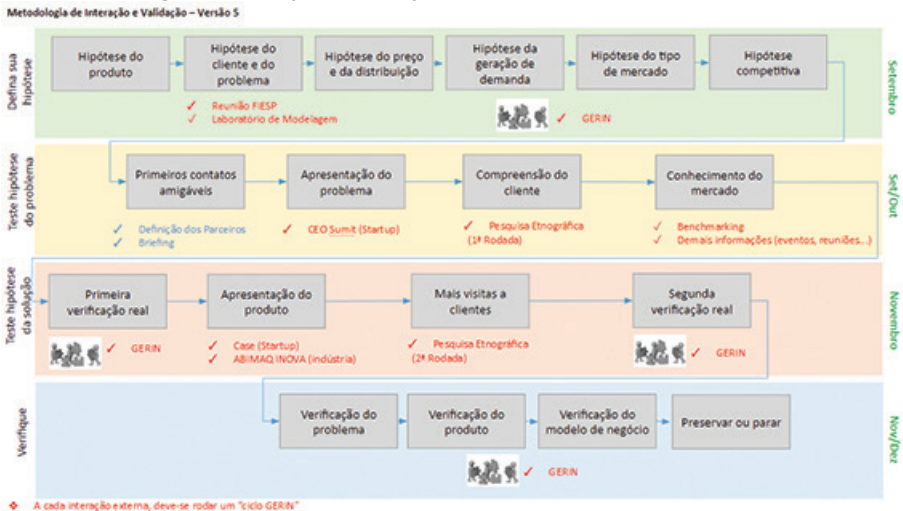 Metodologia de Interação e Validação – Versão 5
Defina sua
hipótese
Hipótese do
produto
Hipótese do
cliente e do
problema
Hipótese do preço
e da distribuição
Hipótese da
geração de
demanda
Hipótese do tipo
de mercado
Hipótese
competitiva
Setembro
✓ Reunião FIESP
✓ Laboratório de Modelagem
✓ GERIN
Teste hipótese
do problema
Primeiros contatos
amigáveis
Apresentação do
problema
Compreensão do
cliente
Conhecimento do
mercado
Set/Out
✓ Definição dos Parceiros
✓ Briefing
✓ CEO Sumit (Startup)
✓ Pesquisa Etnográfica
(1ª Rodada)
✓ Benchmarking
✓ Demais informações (eventos, reuniões...)
Teste hipótese
da solução
Primeira
verificação real
Apresentação do
produto
Mais visitas a
clientes
Segunda
verificação real
Novembro
✓ GERIN
✓ Case (Startup)
✓ ABIMAQ INOVA (indústria)
✓ Pesquisa Etnográfica
(2ª Rodada)
✓ GERIN
Verifique
Verificação do
problema
Verificação do
produto
Verificação do
modelo de negócio
Preservar ou parar
Nov/Dez
✓ GERIN
❖ A cada interação externa, deve-se rodar um "ciclo GERIN"